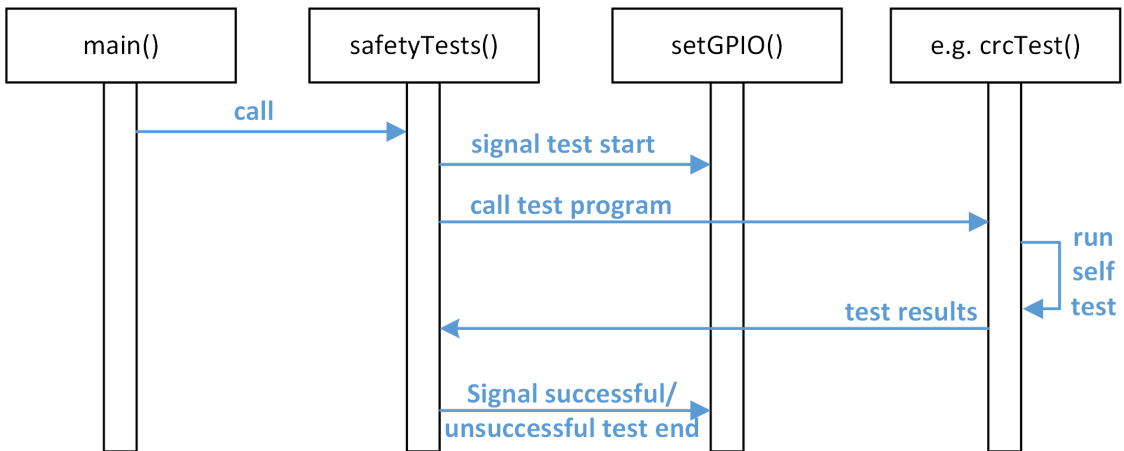 main()
safetyTests()
setGPIO()
e.g. crcTest()
call
signal test start
call test program
run
self
test
test results
Signal successful/
unsuccessful test end